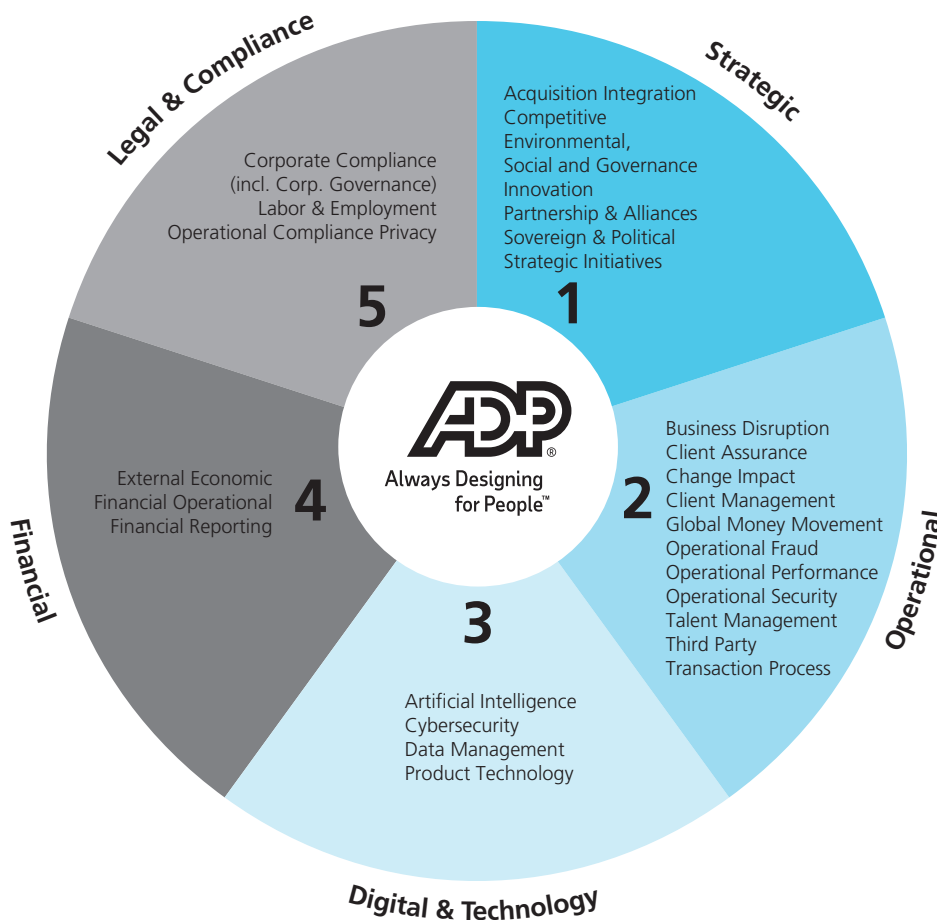 Strategic
Acquisition Integration
Competitive
Environmental,
Social and Governance
Innovation
Partnership & Alliances
Sovereign & Political
Strategic Initiatives
1
Operational
Business Disruption
Client Assurance
Change Impact
Client Management
Global Money Movement
Operational Fraud
Operational Performance
Operational Security
Talent Management
Third Party
Transaction Process
2
3
Artificial Intelligence
Cybersecurity
Data Management
Product Technology
Digital & Technology
Financial
External Economic
Financial Operational
Financial Reporting
4
Legal & Compliance
Corporate Compliance
(incl. Corp. Governance)
Labor & Employment
Operational Compliance Privacy
5
ADP®
Always Designing
for People™